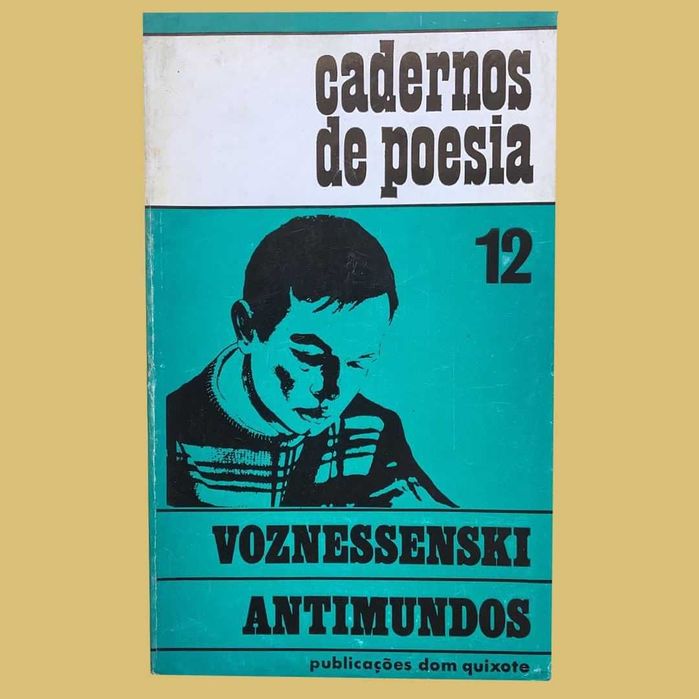 cadernos
de poesia
12
VOZNESSENSKI
ANTIMUNDOS
publicações dom quixote